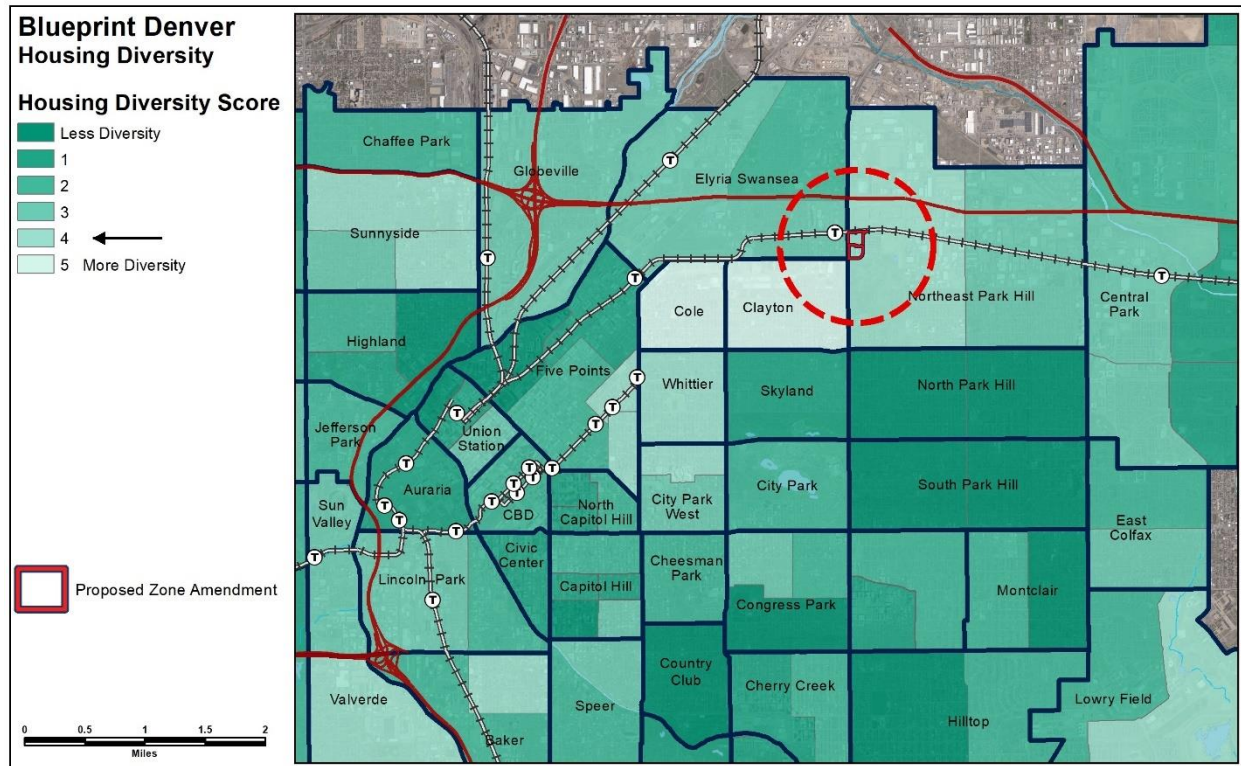 Blueprint Denver
Housing Diversity
Housing Diversity Score
Less Diversity
1
2
3
4
5 More Diversity
Proposed Zone Amendment
0 0.5 1 1.5 2
Miles
Chaffee Park
Globeville
Elyria Swansea
T
T
Sunnyside
T
T
T
T
Northeast Park Hill
Central
Park
Cole
Clayton
Highland
Five Points
Whittier
Skyland
North Park Hill
T
T
T
T
Jefferson
Park
Union
Station
T
T
T
T
T
T
Auraria
T
T
CBD
North
Capitol Hill
City Park
West
City Park
South Park Hill
Sun
Valley
T
T
T
East
Colfax
Civic
Center
Cheesman
Park
Lincoln Park
Capitol Hill
Congress Park
Montclair
T
Country
Club
Valverde
Speer
Cherry Creek
Hilltop
Lowry Field
Baker